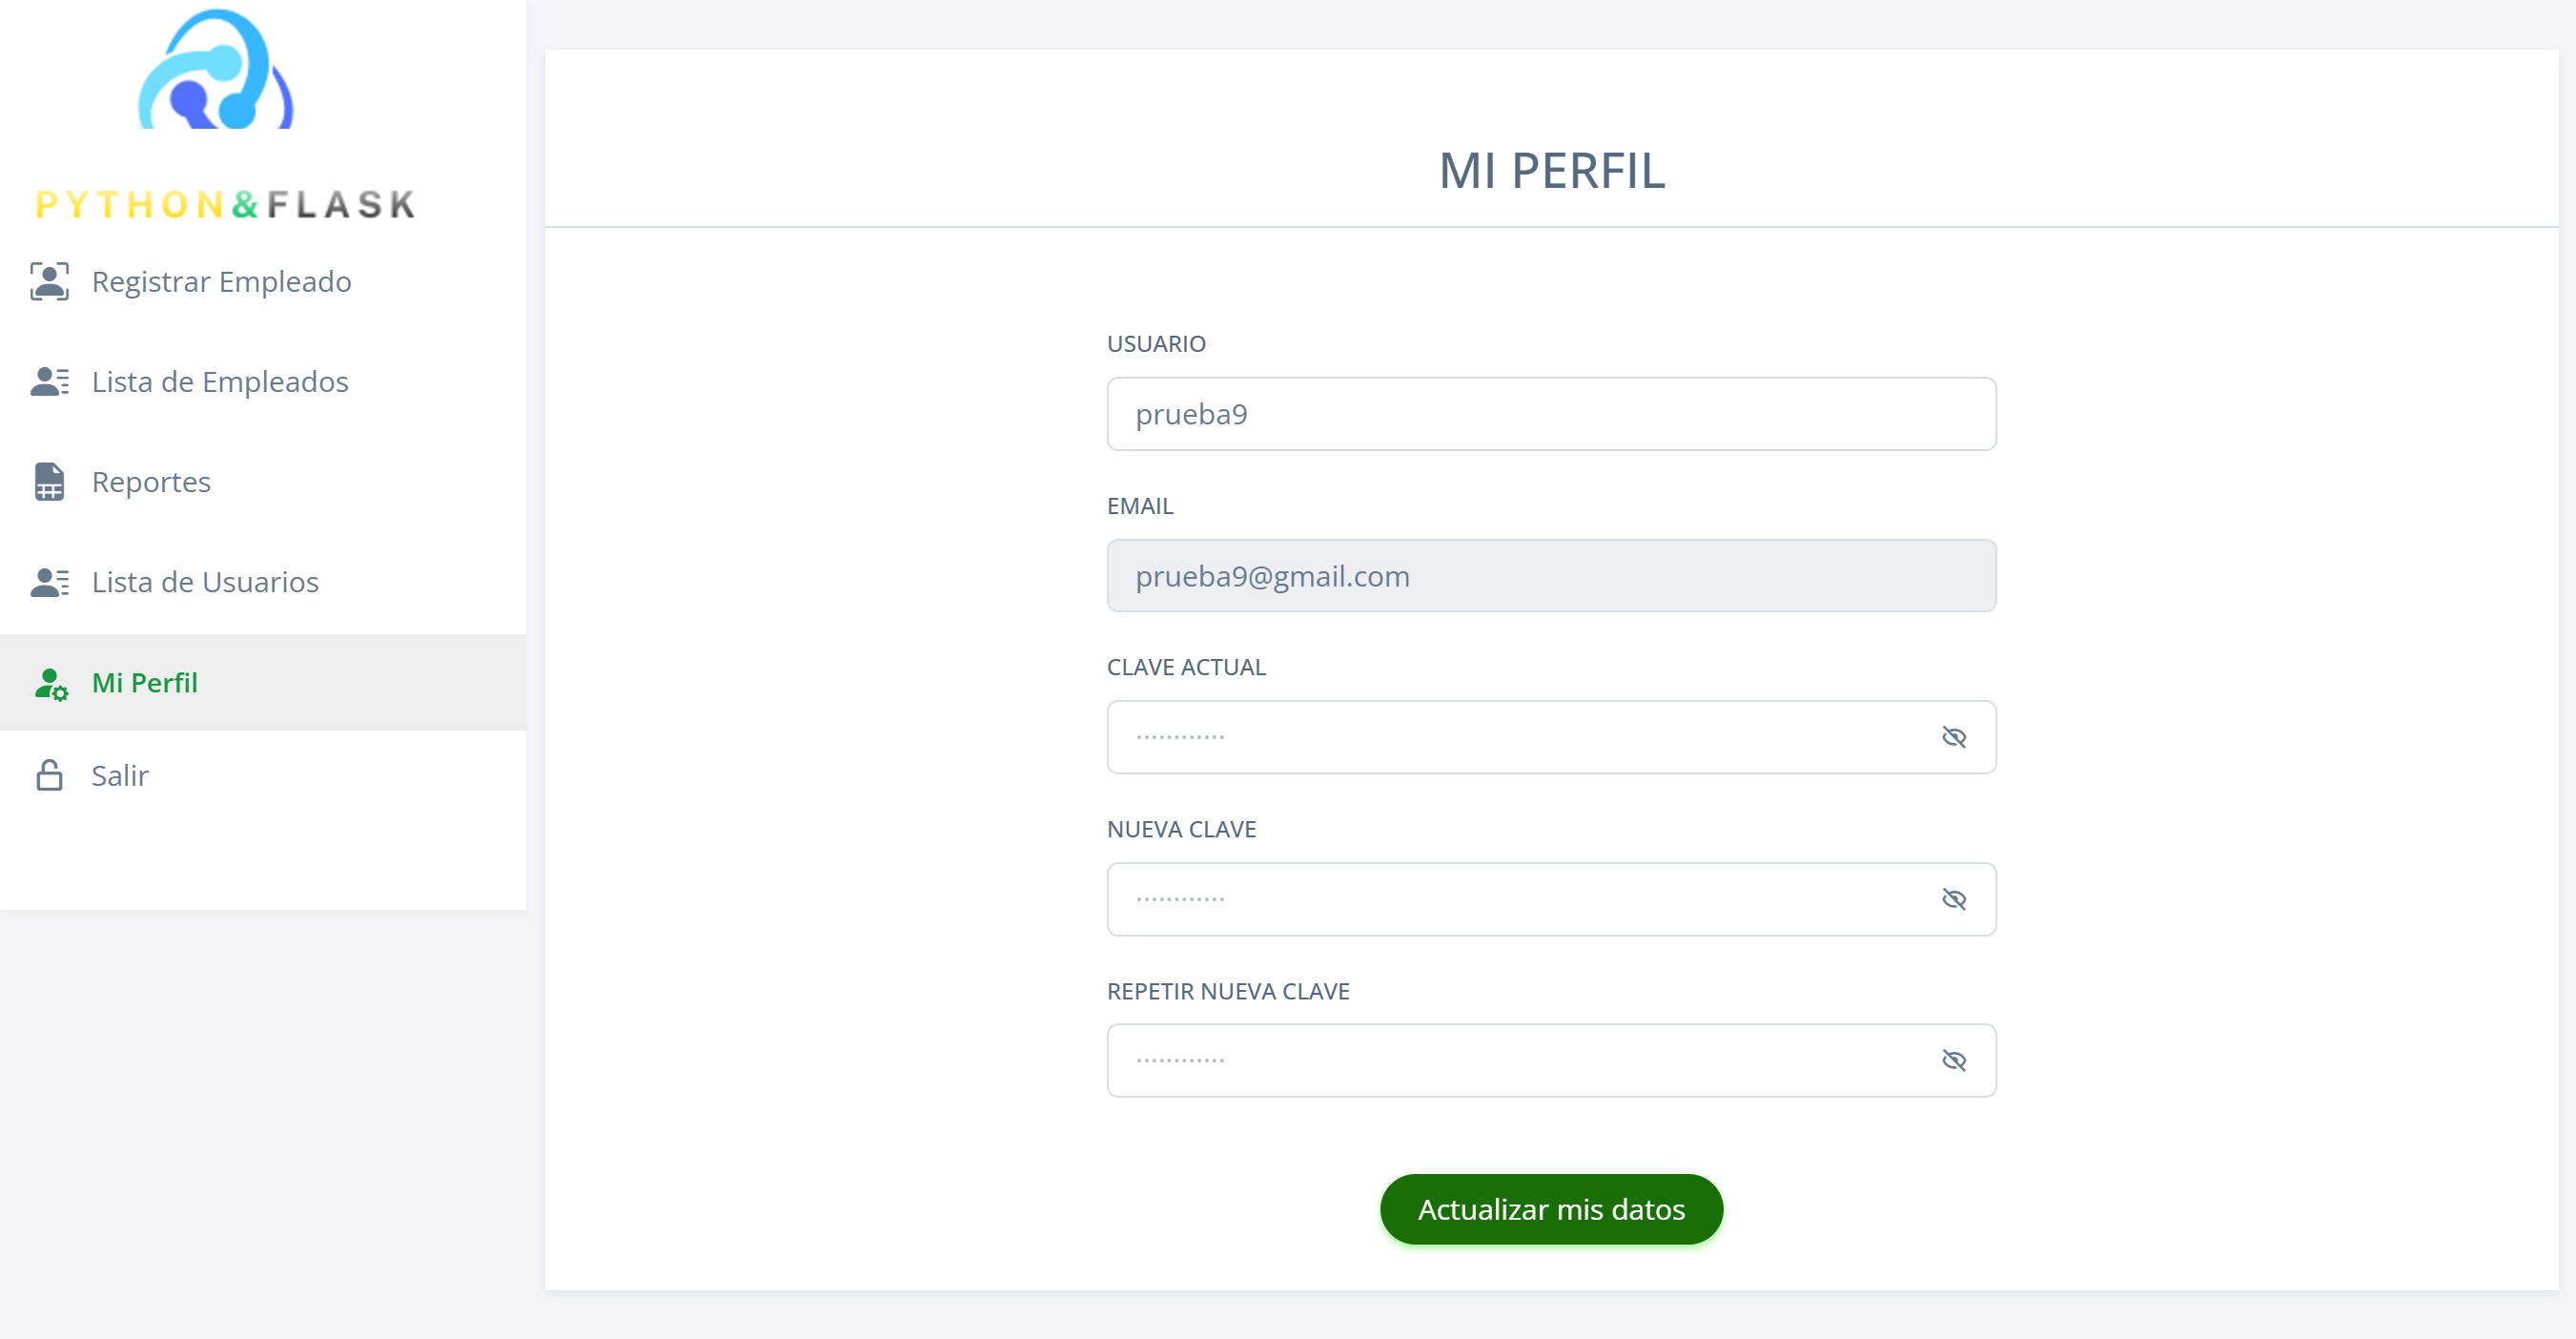 PYTHON&FLASK
Registrar Empleado
Lista de Empleados
Reportes
Lista de Usuarios
Mi Perfil
Salir
MI PERFIL
USUARIO
prueba9
EMAIL
prueba9@gmail.com
CLAVE ACTUAL
············
NUEVA CLAVE
············
REPETIR NUEVA CLAVE
············
Actualizar mis datos